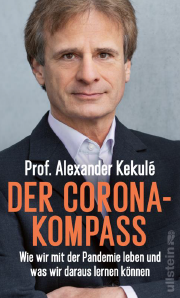 Prof. Alexander Kekulé
DER CORONA-
KOMPASS
Wie wir mit der Pandemie leben und
was wir daraus lernen können
ullstein